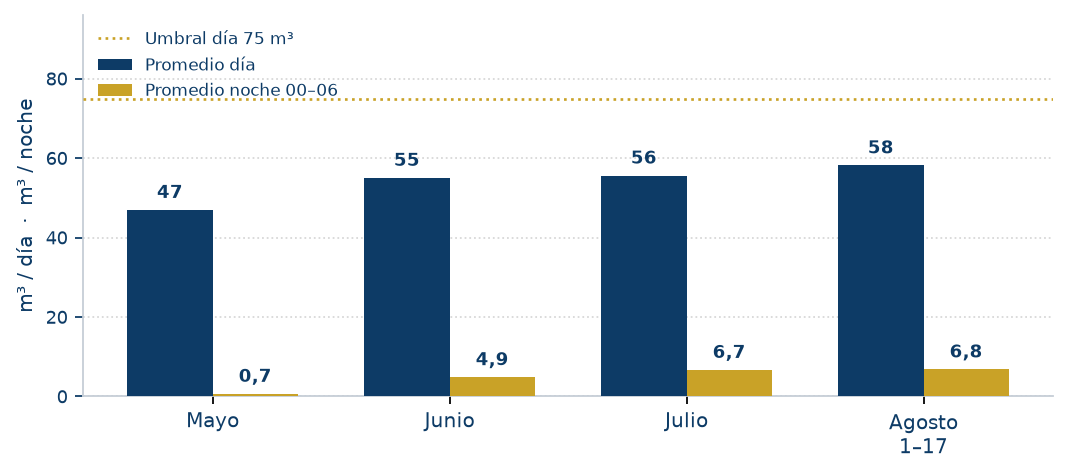 Umbral día 75 m³
Promedio día
Promedio noche 00–06
m³ / día · m³ / noche
80
60
40
20
0
47
0,7
55
4,9
56
6,7
58
6,8
Mayo
Junio
Julio
Agosto
1–17